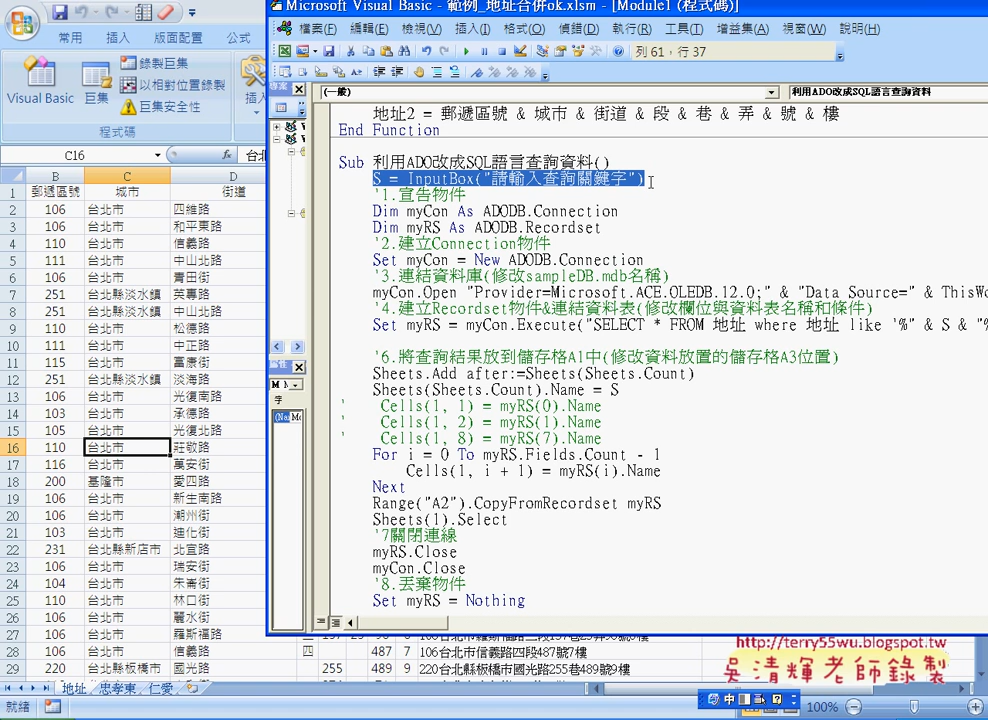 Microsoft Visual Basic - 範例_地址合併ok.xlsm - [Module1 (程式碼)]
檔案(F) 編輯(E) 檢視(V) 插入(I) 格式(O) 偵錯(D) 執行(R) 工具(T) 增益集(A) 視窗(W) 說明(H)
列 61，行 37
常用 插入 版面配置 公式
Visual Basic
巨集
錄製巨集
以相對位置錄製
巨集安全性
插入
程式碼
C16
fx
(一般)
利用ADO改成SQL語言查詢資料
地址2 = 郵遞區號 & 城市 & 街道 & 段 & 巷 & 弄 & 號 & 樓
End Function
Sub 利用ADO改成SQL語言查詢資料()
S = InputBox("請輸入查詢關鍵字")
'1.宣告物件
Dim myCon As ADODB.Connection
Dim myRS As ADODB.Recordset
'2.建立Connection物件
Set myCon = New ADODB.Connection
'3.連結資料庫(修改sampleDB.mdb名稱)
myCon.Open "Provider=Microsoft.ACE.OLEDB.12.0;" & "Data Source=" & ThisWo
'4.建立Recordset物件&連結資料表(修改欄位與資料表名稱和條件)
Set myRS = myCon.Execute("SELECT * FROM 地址 where 地址 like '%" & S & "%
'6.將查詢結果放到儲存格A1中(修改資料放置的儲存格A3位置)
Sheets.Add after:=Sheets(Sheets.Count)
Sheets(Sheets.Count).Name = S
' Cells(1, 1) = myRS(0).Name
' Cells(1, 2) = myRS(1).Name
' Cells(1, 8) = myRS(7).Name
For i = 0 To myRS.Fields.Count - 1
Cells(1, i + 1) = myRS(i).Name
Next
Range("A2").CopyFromRecordset myRS
Sheets(1).Select
'7關閉連線
myRS.Close
myCon.Close
'8.丟棄物件
Set myRS = Nothing
B C D
1 郵遞區號 城市 街道
2 106 台北市 四維路
3 106 台北市 和平東路
4 110 台北市 信義路
5 111 台北市 中山北路
6 106 台北市 青田街
7 251 台北縣淡水鎮 英專路
8 251 台北縣淡水鎮 中山北路
9 110 台北市 松德路
10 111 台北市 中正路
11 115 台北市 富康街
12 251 台北縣淡水鎮 淡海路
13 106 台北市 光復南路
14 103 台北市 承德路
15 105 台北市 光復北路
16 110 台北市 莊敬路
17 116 台北市 萬安街
18 200 基隆市 愛四路
19 106 台北市 新生南路
20 106 台北市 潮州街
21 103 台北市 迪化街
22 231 台北縣新店市 北宜路
23 106 台北市 瑞安街
24 104 台北市 朱崙街
25 110 台北市 林口街
26 106 台北市 麗水街
27 106 台北市 羅斯福路
28 106 台北市 信義路 四 487 7 106台北市信義路四段487號7樓
29 220 台北縣板橋市 國光路 255 489 9 220台北縣板橋市國光路255巷489號9樓
地址 忠孝東 仁愛
就緒
100%
http://terry55wu.blogspot.tw
吳清輝老師錄製